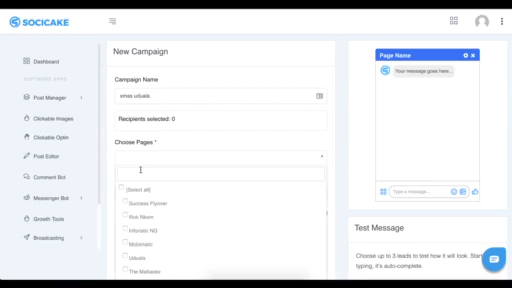 SOCICAKE
Dashboard
SOFTWARE APPS
Post Manager
Clickable Images
Clickable Optin
Post Editor
Comment Bot
Messenger Bot
Growth Tools
Broadcasting
New Campaign
Campaign Name
xmas uduala
Recipients selected: 0
Choose Pages *
[Select all]
Success Flyover
Rok Nkem
Inforistic NG
Mobimatic
Uduala
The Mafiaceo
Page Name
Your message goes here...
Type a message...
Test Message
Choose up to 3 leads to test how it will look. Start
typing, it's auto-complete.